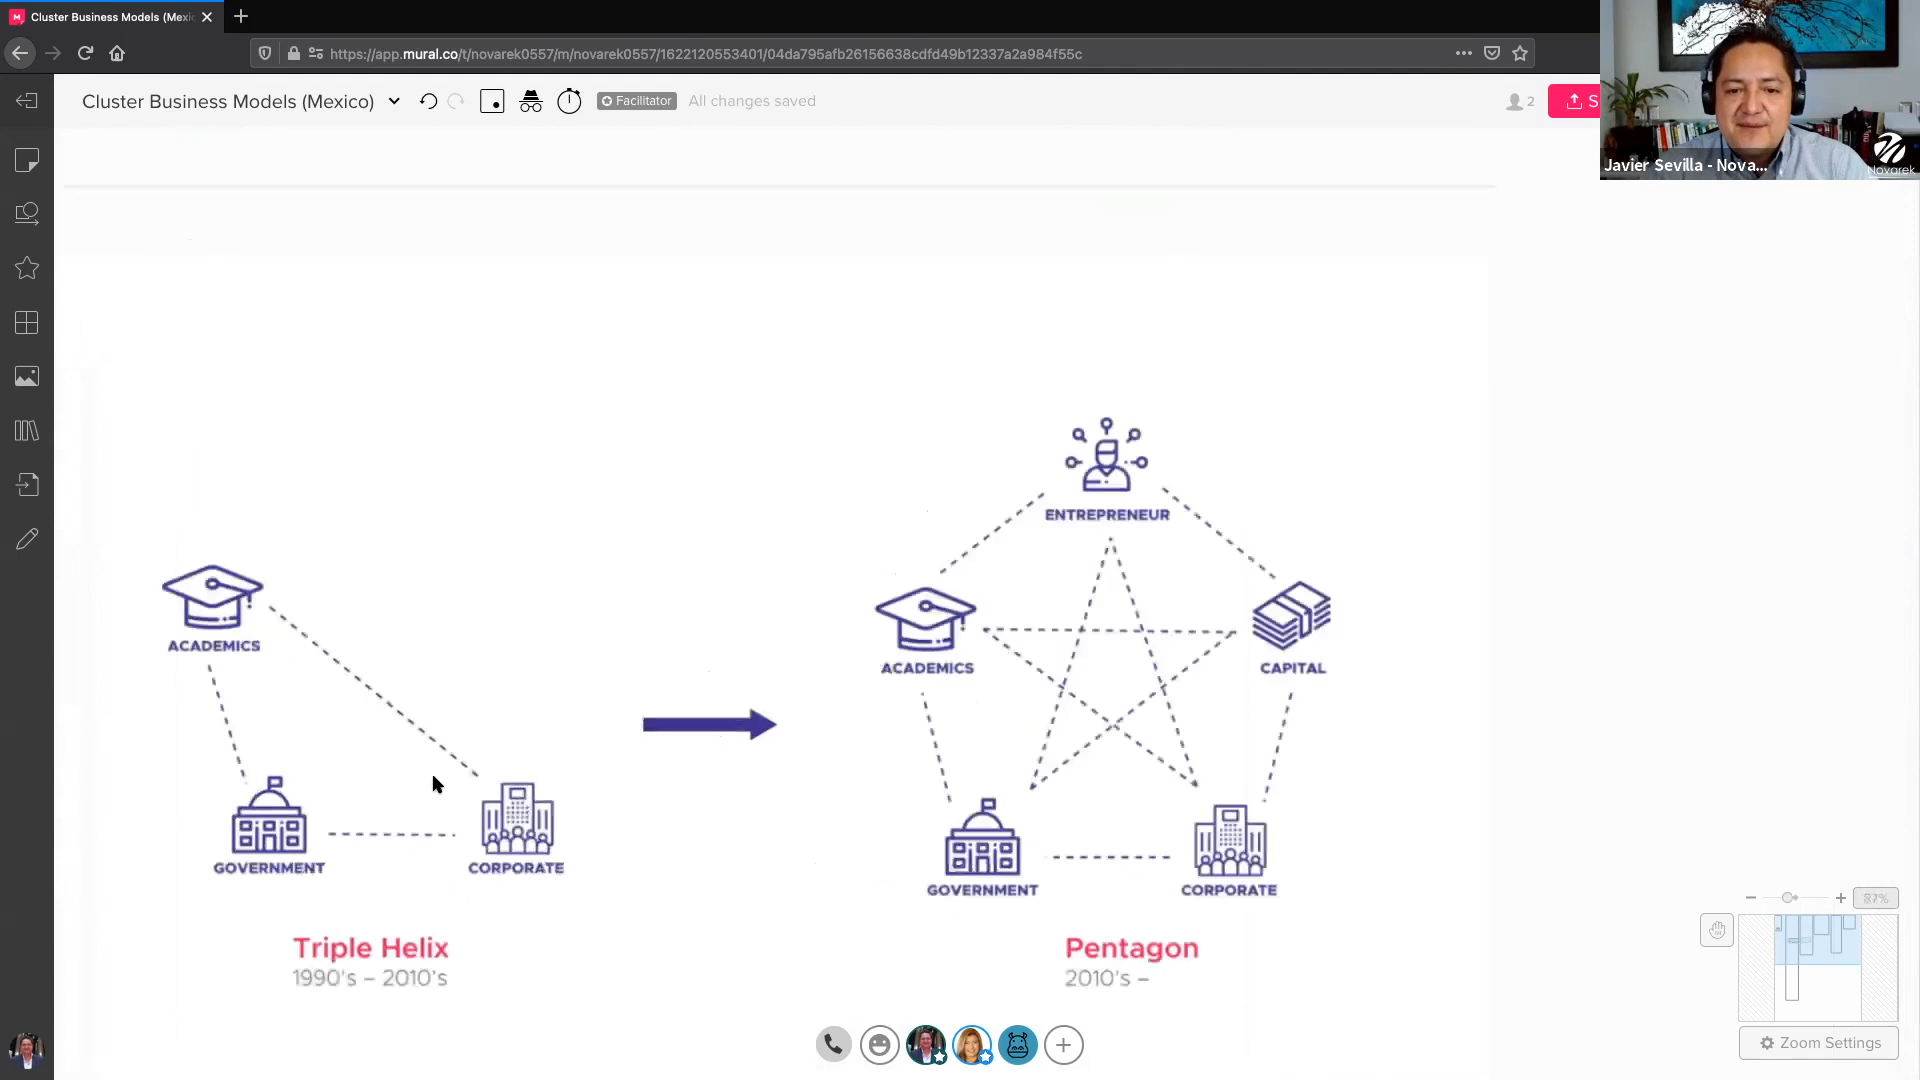 Cluster Business Models (Mexic
https://app.mural.co/t/novarek0557/m/novarek0557/1622120553401/04da795afb26156638cdfd49b12337a2a984f55c
Cluster Business Models (Mexico)
Facilitator
All changes saved
2
S
Javier Sevilla - Nova...
Novarek
ENTREPRENEUR
ACADEMICS
ACADEMICS
CAPITAL
GOVERNMENT
CORPORATE
GOVERNMENT
CORPORATE
Triple Helix
1990's – 2010's
Pentagon
2010's –
87%
Zoom Settings